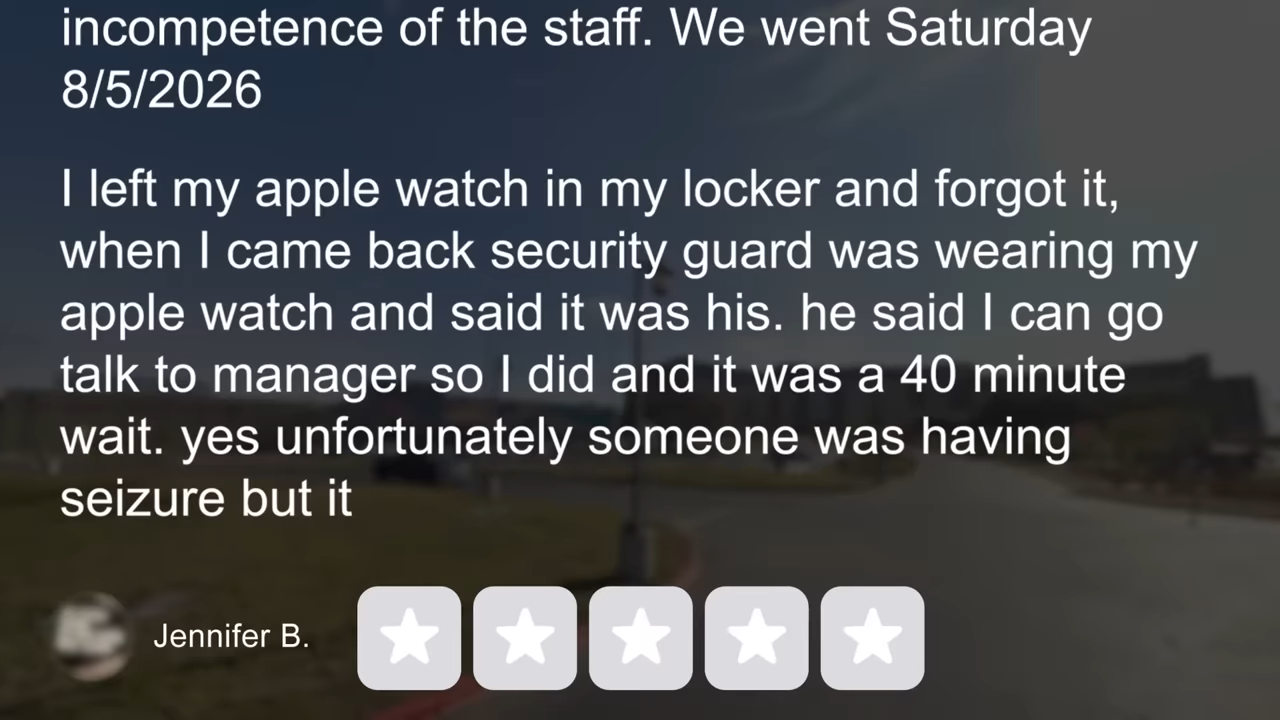 incompetence of the staff. We went Saturday
8/5/2026
I left my apple watch in my locker and forgot it,
when I came back security guard was wearing my
apple watch and said it was his. he said I can go
talk to manager so I did and it was a 40 minute
wait. yes unfortunately someone was having
seizure but it
Jennifer B.